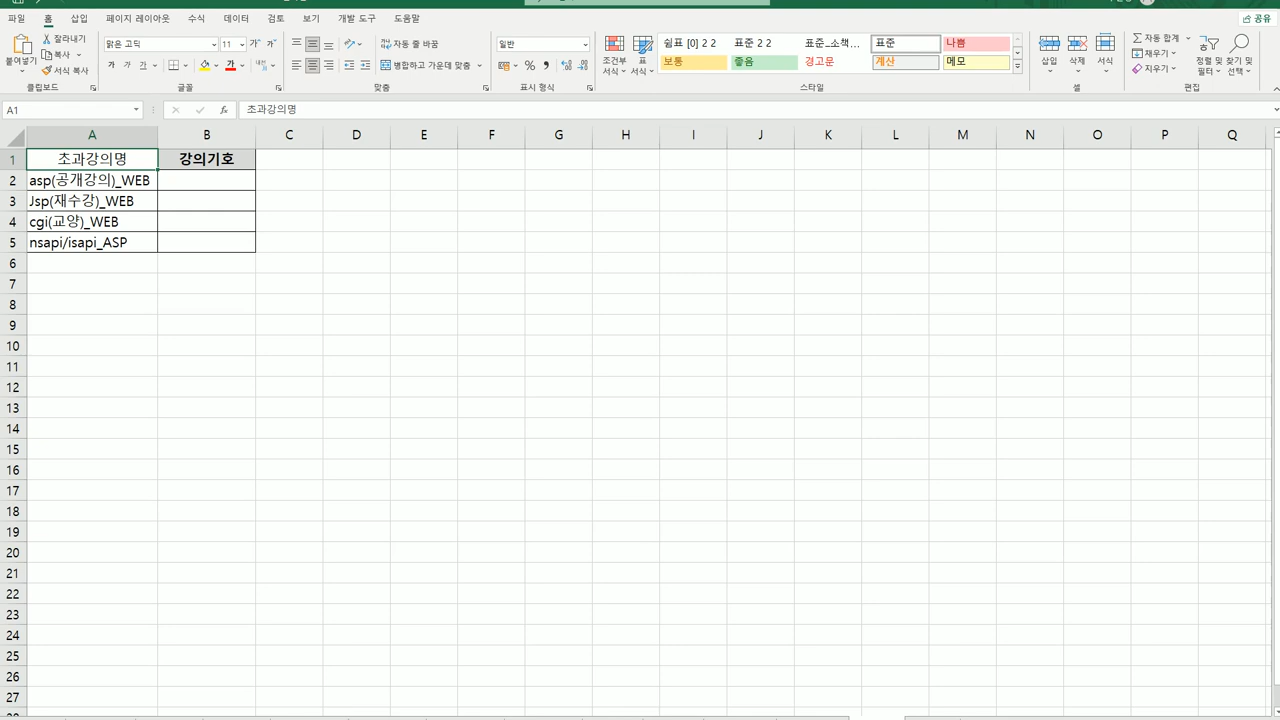 파일 홈 삽입 페이지 레이아웃 수식 데이터 검토 보기 개발 도구 도움말 공유
붙여넣기 잘라내기 복사 서식 복사 클립보드
맑은 고딕 11 가 가 가 가 가 가 글꼴
자동 줄 바꿈 병합하고 가운데 맞춤 맞춤
일반 % 표시 형식
조건부 서식 표 서식
쉼표 [0] 2 2 표준 2 2 표준_소책... 표준 나쁨
보통 좋음 경고문 계산 메모
스타일
삽입 삭제 서식 셀
자동 합계 채우기 지우기 정렬 및 필터 찾기 및 선택 편집
A1 fx 초과강의명
A B C D E F G H I J K L M N O P Q
1 초과강의명 강의기호
2 asp(공개강의)_WEB
3 Jsp(재수강)_WEB
4 cgi(교양)_WEB
5 nsapi/isapi_ASP
6
7
8
9
10
11
12
13
14
15
16
17
18
19
20
21
22
23
24
25
26
27